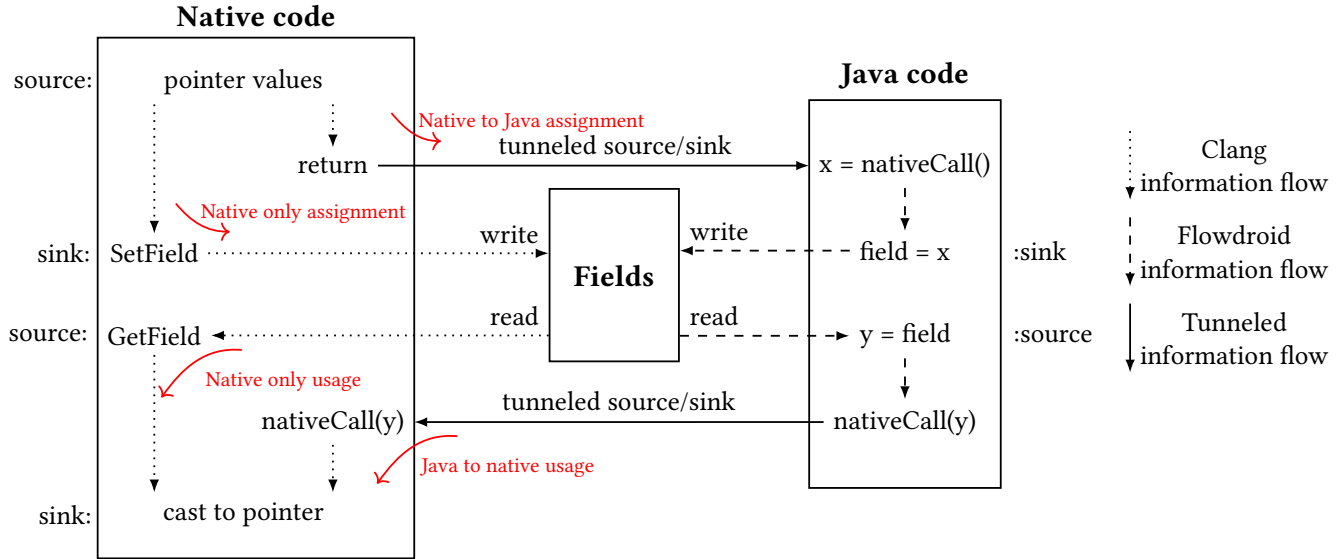 Native code
source:
pointer values
Java code
Native to Java assignment
tunneled source/sink
return
x = nativeCall()
Clang
information flow
Native only assignment
write
write
sink:
SetField
field = x
:sink
Flowdroid
information flow
Fields
read
read
source:
GetField
y = field
:source
Tunneled
information flow
Native only usage
tunneled source/sink
nativeCall(y)
nativeCall(y)
Java to native usage
sink:
cast to pointer